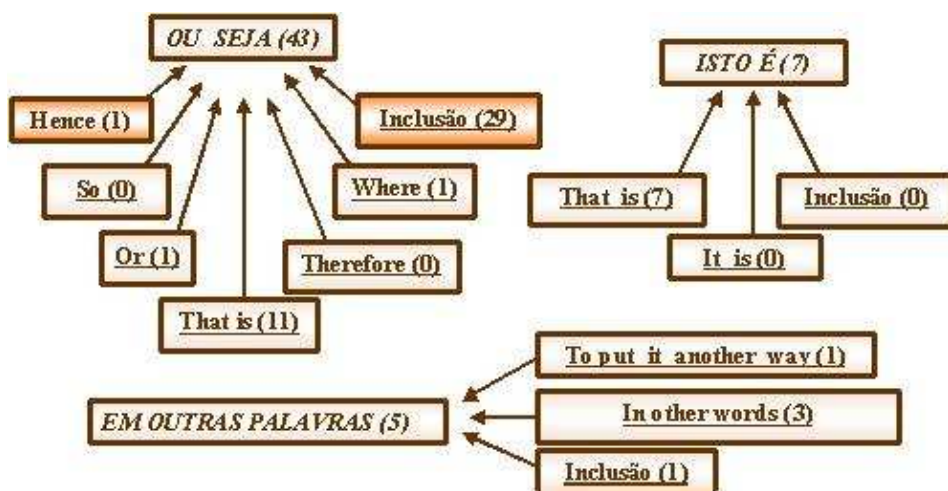 OU SEJA (43)
ISTO É (7)
Hence (1)
Inclusão (29)
So (0)
Where (1)
That is (7)
Inclusão (0)
Or (1)
Therefore (0)
It is (0)
That is (11)
To put it another way (1)
EM OUTRAS PALAVRAS (5)
In other words (3)
Inclusão (1)